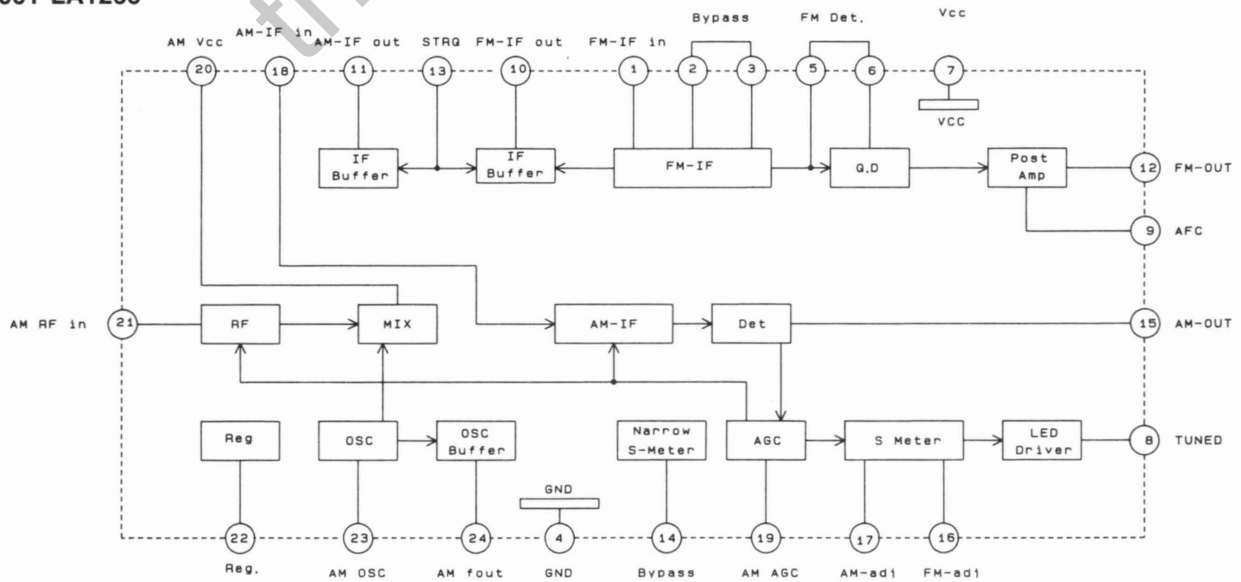 Bypass FM Det. Vcc
AM Vcc AM-IF in AM-IF out STRQ FM-IF out FM-IF in
20 18 11 13 10 1 2 3 5 6 7
VCC
IF Buffer IF Buffer FM-IF Q.D Post Amp 12 FM-OUT
9 AFC
AM RF in 21 RF MIX AM-IF Det 15 AM-OUT
Reg OSC OSC Buffer Narrow S-Meter AGC S Meter LED Driver 8 TUNED
GND
22 23 24 4 14 19 17 16
Reg. AM OSC AM fout GND Bypass AM AGC AM-adj FM-adj